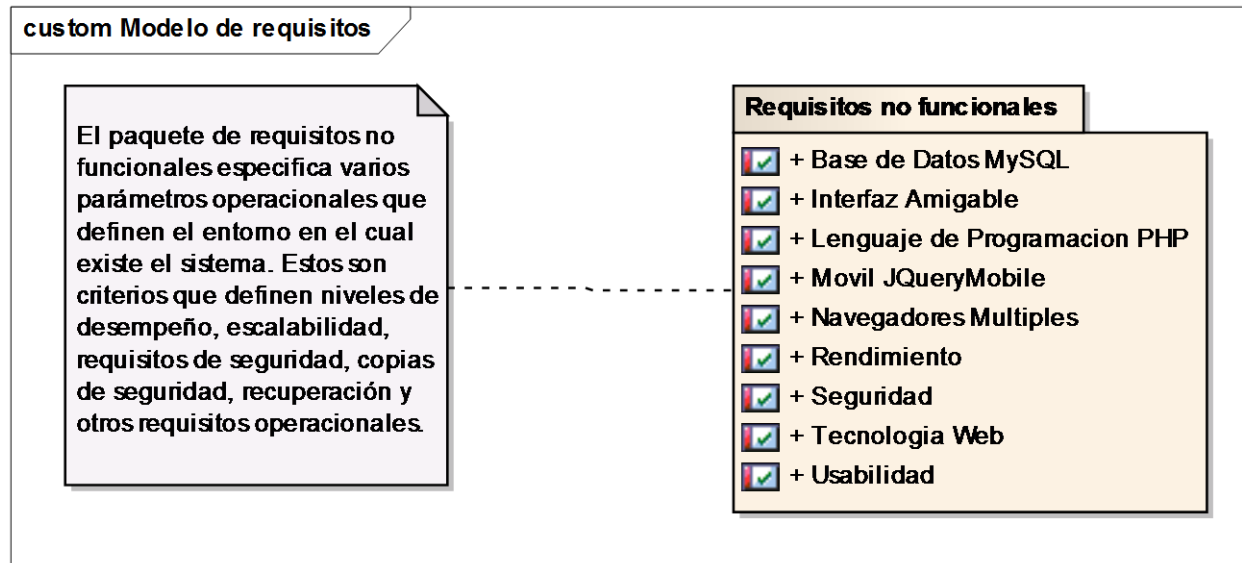 custom Modelo de requisitos
El paquete de requisitos no
funcionales especifica varios
parámetros operacionales que
definen el entorno en el cual
existe el sistema. Estos son
criterios que definen niveles de
desempeño, escalabilidad,
requisitos de seguridad, copias
de seguridad, recuperación y
otros requisitos operacionales.
Requisitos no funcionales
+ Base de Datos MySQL
+ Interfaz Amigable
+ Lenguaje de Programacion PHP
+ Movil JQueryMobile
+ Navegadores Multiples
+ Rendimiento
+ Seguridad
+ Tecnologia Web
+ Usabilidad